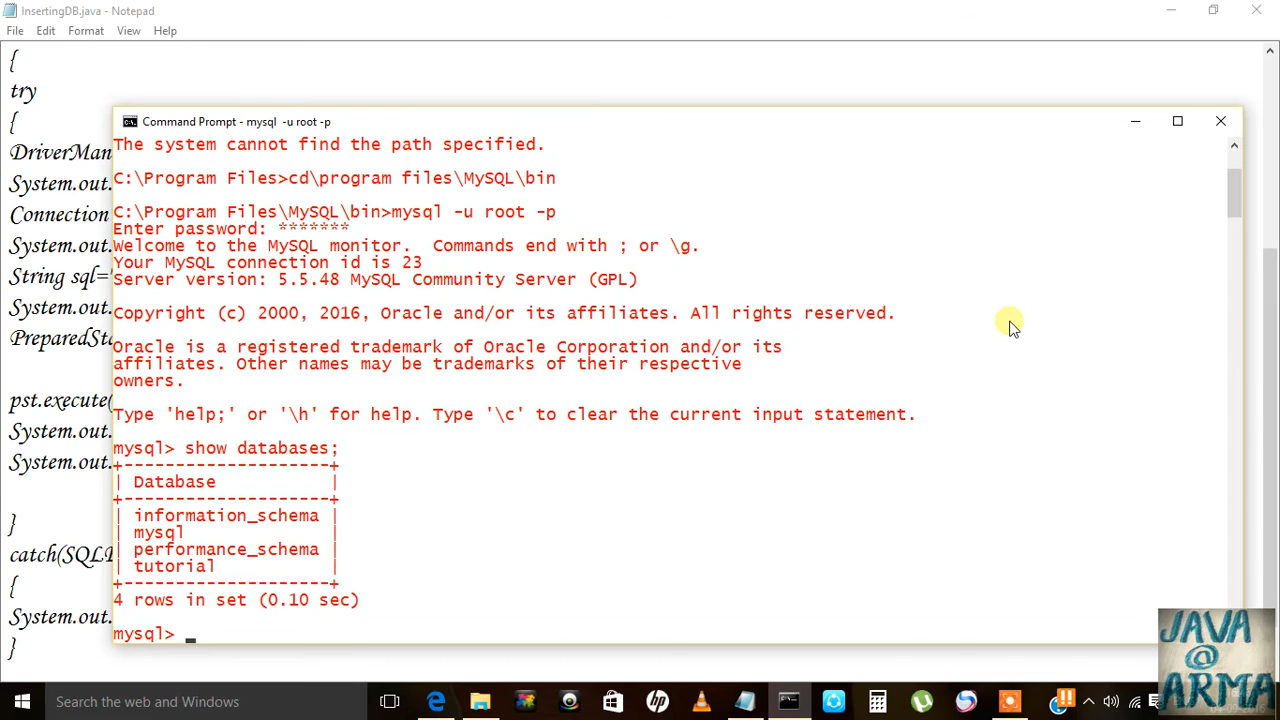 InsertingDB.java - Notepad
File Edit Format View Help
{
try
{
DriverMan
System.out.
Connection
System.out.
String sql="
System.out.
PreparedSta
pst.execute(
System.out.
System.out.
}
catch(SQLE
{
System.out.
}
Command Prompt - mysql -u root -p
The system cannot find the path specified.
C:\Program Files>cd\program files\MySQL\bin
C:\Program Files\MySQL\bin>mysql -u root -p
Enter password: *******
Welcome to the MySQL monitor.  Commands end with ; or \g.
Your MySQL connection id is 23
Server version: 5.5.48 MySQL Community Server (GPL)
Copyright (c) 2000, 2016, Oracle and/or its affiliates. All rights reserved.
Oracle is a registered trademark of Oracle Corporation and/or its
affiliates. Other names may be trademarks of their respective
owners.
Type 'help;' or '\h' for help. Type '\c' to clear the current input statement.
mysql> show databases;
+--------------------+
| Database           |
+--------------------+
| information_schema |
| mysql              |
| performance_schema |
| tutorial           |
+--------------------+
4 rows in set (0.10 sec)
mysql>
JAVA
@
ARMA
Search the web and Windows